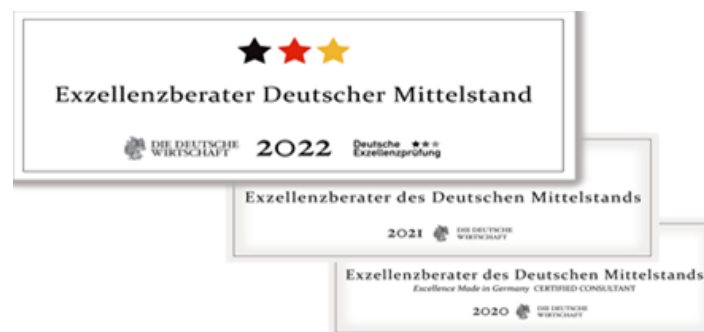 Exzellenzberater Deutscher Mittelstand
DIE DEUTSCHE
WIRTSCHAFT
2022
Deutsche
Exzellenzprüfung
Exzellenzberater des Deutschen Mittelstands
2021
DIE DEUTSCHE
WIRTSCHAFT
Exzellenzberater des Deutschen Mittelstands
Excellence Made in Germany CERTIFIED CONSULTANT
2020
DIE DEUTSCHE
WIRTSCHAFT